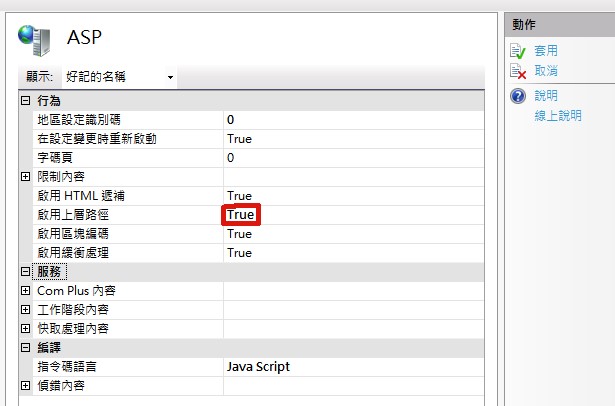 ASP
顯示: 好記的名稱
行為
地區設定識別碼 0
在設定變更時重新啟動 True
字碼頁 0
限制內容
啟用 HTML 遞補 True
啟用上層路徑 True
啟用區塊編碼 True
啟用緩衝處理 True
服務
Com Plus 內容
工作階段內容
快取處理內容
編譯
指令碼語言 Java Script
偵錯內容
動作
套用
取消
說明
線上說明